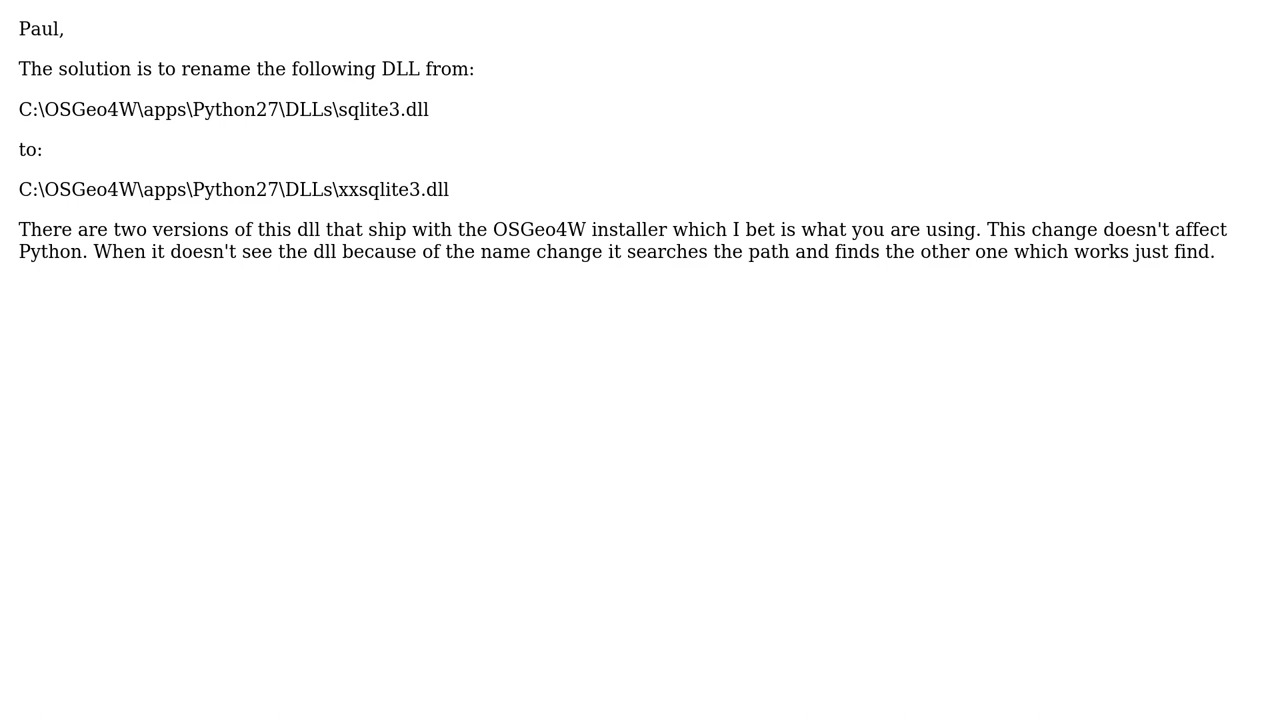 Paul,
The solution is to rename the following DLL from:
C:\OSGeo4W\apps\Python27\DLLs\sqlite3.dll
to:
C:\OSGeo4W\apps\Python27\DLLs\xxsqlite3.dll
There are two versions of this dll that ship with the OSGeo4W installer which I bet is what you are using. This change doesn't affect
Python. When it doesn't see the dll because of the name change it searches the path and finds the other one which works just find.